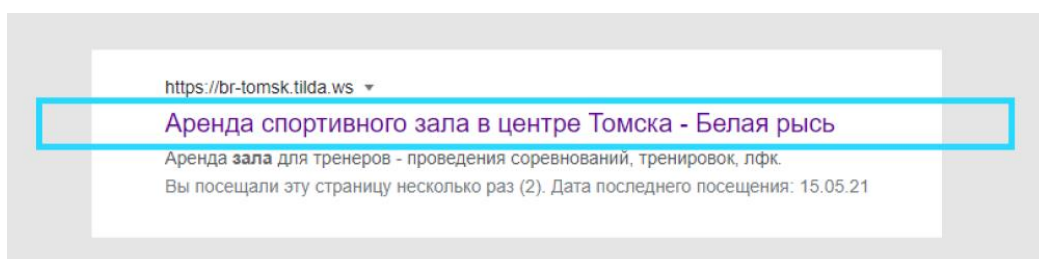 https://br-tomsk.tilda.ws
Аренда спортивного зала в центре Томска - Белая рысь
Аренда зала для тренеров - проведения соревнований, тренировок, лфк.
Вы посещали эту страницу несколько раз (2). Дата последнего посещения: 15.05.21